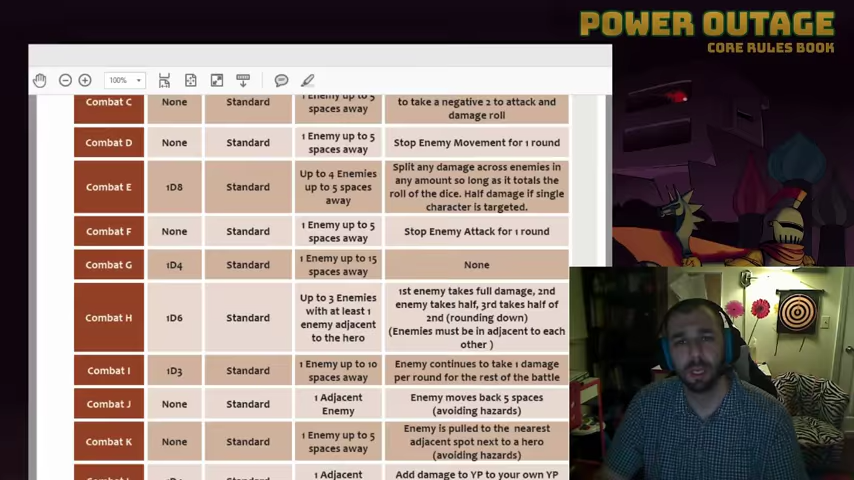 POWER OUTAGE
CORE RULES BOOK
100%
Combat C
None
Standard
1 Enemy up to 5
spaces away
to take a negative 2 to attack and
damage roll
Combat D
None
Standard
1 Enemy up to 5
spaces away
Stop Enemy Movement for 1 round
Combat E
1D8
Standard
Up to 4 Enemies
up to 5 spaces
away
Split any damage across enemies in
any amount so long as it totals the
roll of the dice. Half damage if single
character is targeted.
Combat F
None
Standard
1 Enemy up to 5
spaces away
Stop Enemy Attack for 1 round
Combat G
1D4
Standard
1 Enemy up to 15
spaces away
None
Combat H
1D6
Standard
Up to 3 Enemies
with at least 1
enemy adjacent
to the hero
1st enemy takes full damage, 2nd
enemy takes half, 3rd takes half of
2nd (rounding down)
(Enemies must be in adjacent to each
other )
Combat I
1D3
Standard
1 Enemy up to 10
spaces away
Enemy continues to take 1 damage
per round for the rest of the battle
Combat J
None
Standard
1 Adjacent
Enemy
Enemy moves back 5 spaces
(avoiding hazards)
Combat K
None
Standard
1 Enemy up to 5
spaces away
Enemy is pulled to the nearest
adjacent spot next to a hero
(avoiding hazards)
Standard
1 Adjacent
Add damage to YP to your own YP